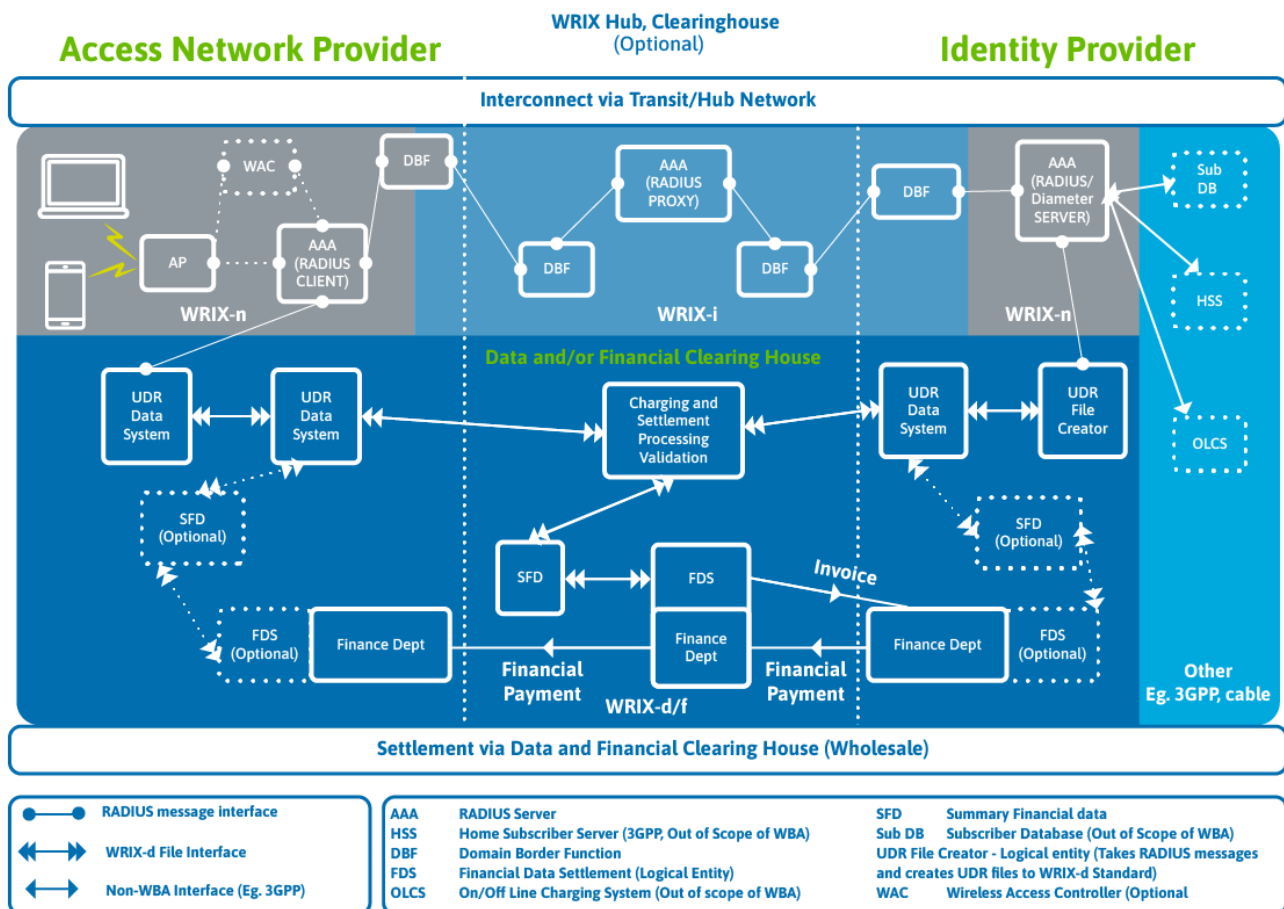 WRIX Hub, Clearinghouse
(Optional)
Access Network Provider
Identity Provider
Interconnect via Transit/Hub Network
WAC
DBF
AAA
(RADIUS
PROXY)
DBF
AAA
(RADIUS/
Diameter
SERVER)
Sub
DB
AP
AAA
(RADIUS
CLIENT)
DBF
DBF
HSS
WRIX-n
WRIX-i
WRIX-n
Data and/or Financial Clearing House
UDR
Data
System
UDR
Data
System
Charging and
Settlement
Processing
Validation
UDR
Data
System
UDR
File
Creator
OLCS
SFD
(Optional)
SFD
(Optional)
SFD
FDS
Invoice
FDS
(Optional)
Finance Dept
Financial
Payment
Finance
Dept
Financial
Payment
Finance Dept
FDS
(Optional)
WRIX-d/f
Other
Eg. 3GPP, cable
Settlement via Data and Financial Clearing House (Wholesale)
RADIUS message interface
WRIX-d File Interface
Non-WBA Interface (Eg. 3GPP)
AAA RADIUS Server
HSS Home Subscriber Server (3GPP, Out of Scope of WBA)
DBF Domain Border Function
FDS Financial Data Settlement (Logical Entity)
OLCS On/Off Line Charging System (Out of scope of WBA)
SFD Summary Financial data
Sub DB Subscriber Database (Out of Scope of WBA)
UDR File Creator - Logical entity (Takes RADIUS messages
and creates UDR files to WRIX-d Standard)
WAC Wireless Access Controller (Optional